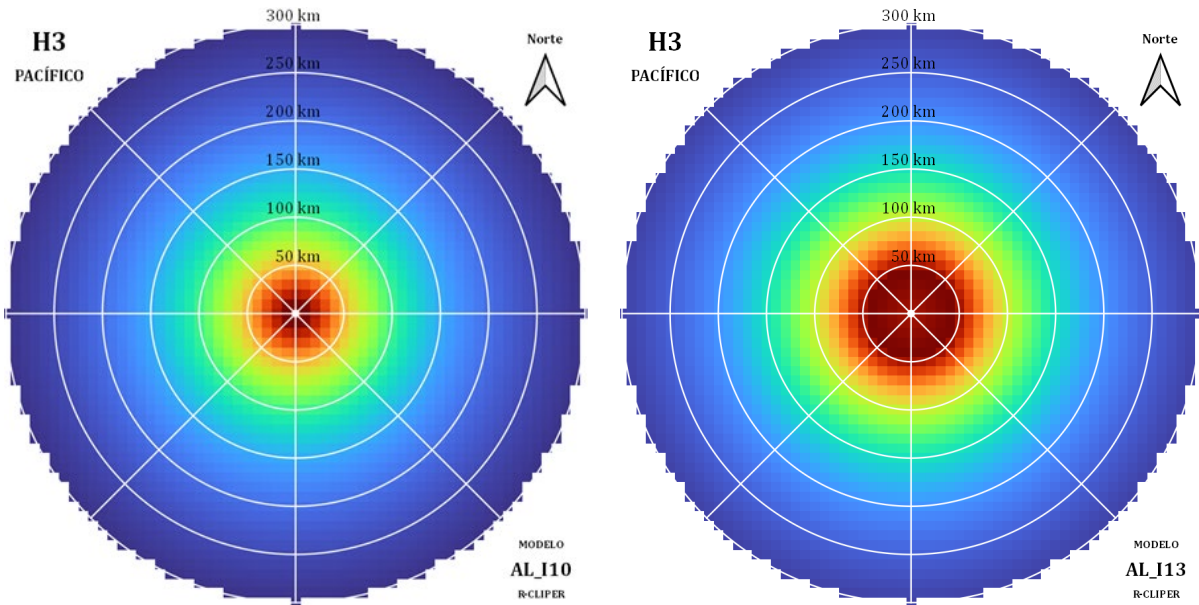 H3
PACÍFICO
Norte
300 km
250 km
200 km
150 km
100 km
50 km
MODELO
AL_I10
R-CLIPER
H3
PACÍFICO
Norte
300 km
250 km
200 km
150 km
100 km
50 km
MODELO
AL_I13
R-CLIPER